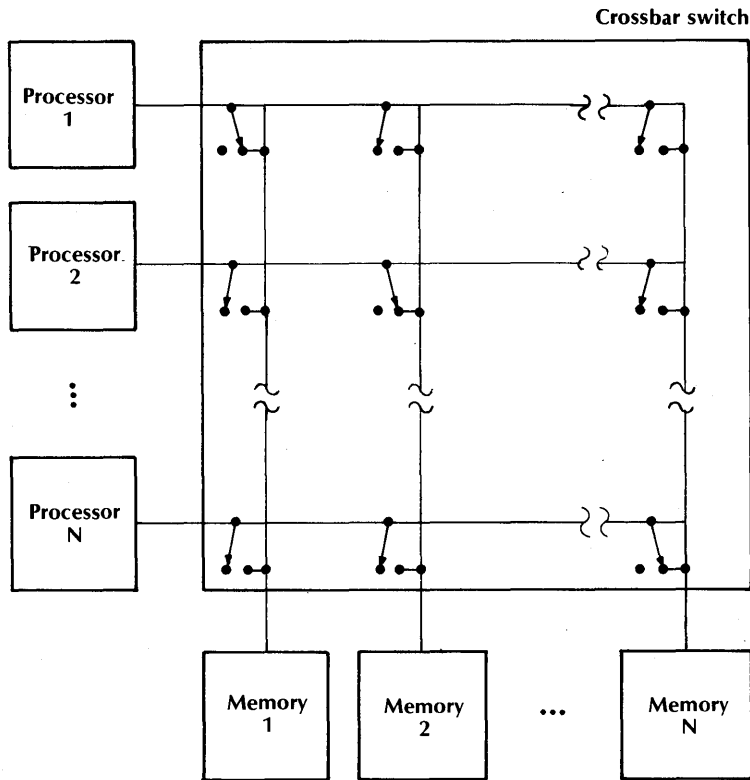 Crossbar switch
Processor
1
Processor
2
...
Processor
N
Memory
1
Memory
2
...
Memory
N